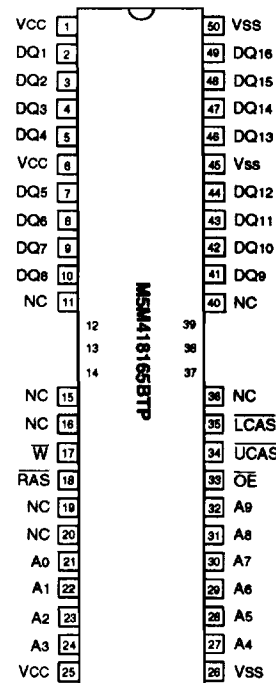 VCC 1 50 VSS
DQ1 2 49 DQ16
DQ2 3 48 DQ15
DQ3 4 47 DQ14
DQ4 5 46 DQ13
VCC 6 45 Vss
DQ5 7 44 DQ12
DQ6 8 43 DQ11
DQ7 9 42 DQ10
DQ8 10 41 DQ9
NC 11 40 NC
12 39
13 38
14 37
M5M418165BTP
NC 15 36 NC
NC 16 35 LCAS
W 17 34 UCAS
RAS 18 33 OE
NC 19 32 A9
NC 20 31 A8
A0 21 30 A7
A1 22 29 A6
A2 23 28 A5
A3 24 27 A4
VCC 25 26 VSS